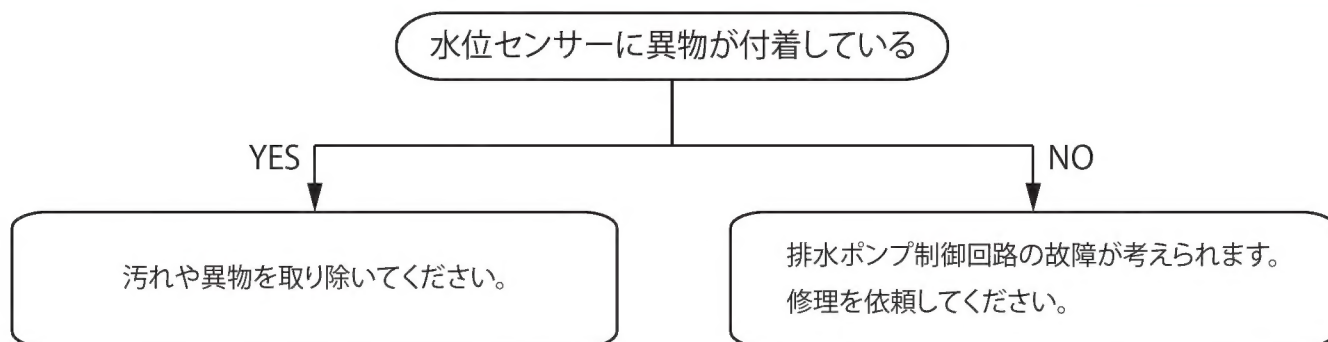 水位センサーに異物が付着している
YES
NO
汚れや異物を取り除いてください。
排水ポンプ制御回路の故障が考えられます。
修理を依頼してください。